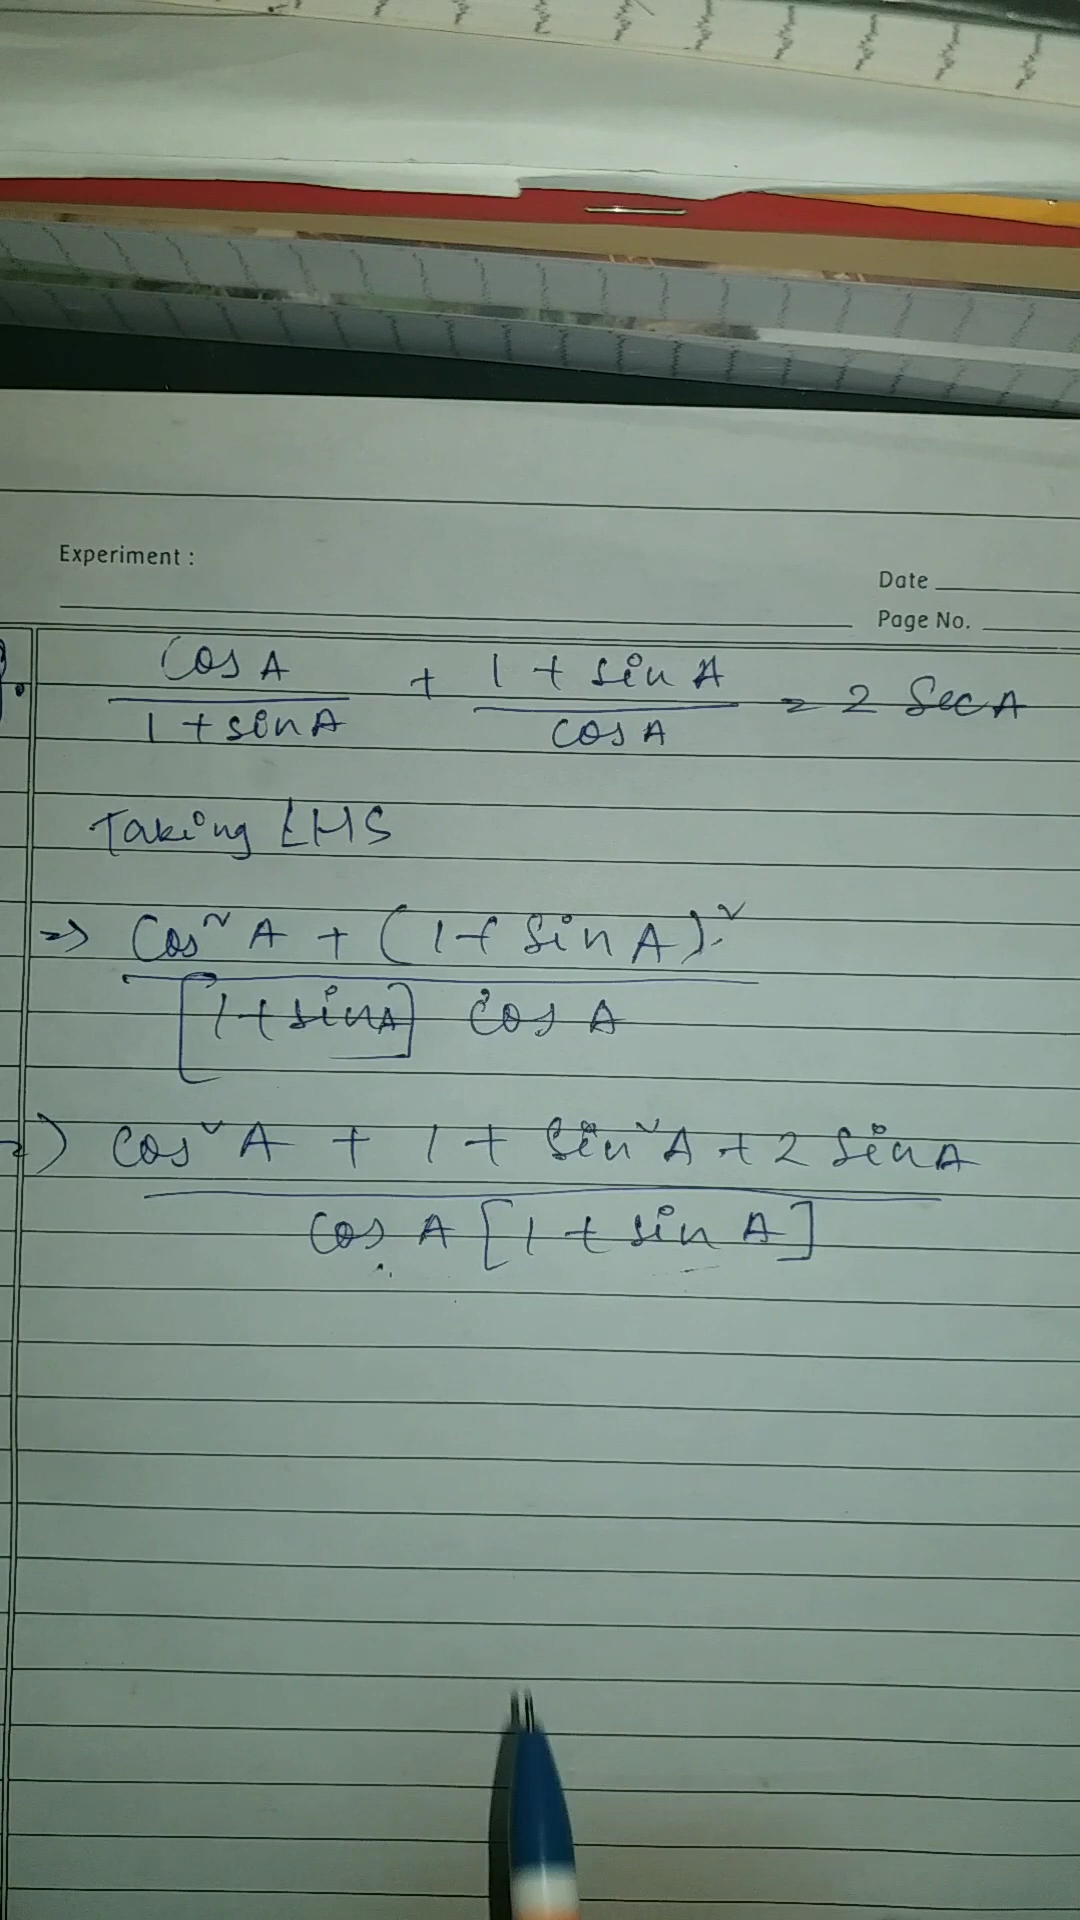 Experiment :
Date
Page No.
cos A / 1 + sin A + 1 + sin A / cos A = 2 Sec A
Taking LHS
=> Cos² A + (1 + Sin A)² / [1 + sin A] cos A
=> cos² A + 1 + Sin² A + 2 Sin A / cos A [1 + sin A]